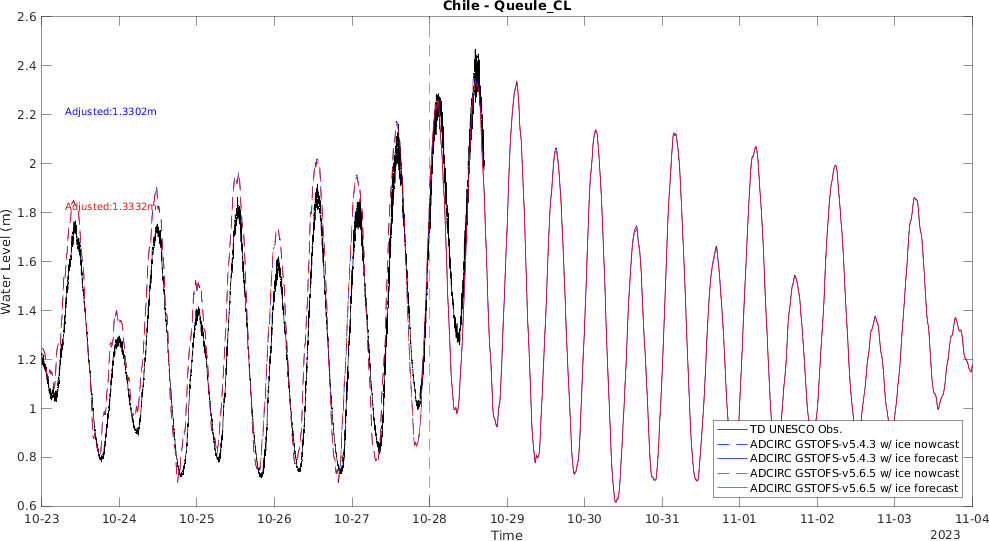 Chile - Queule_CL
2.6
2.4
2.2
2
1.8
1.6
1.4
1.2
1
0.8
0.6
Water Level (m)
Adjusted:1.3302m
Adjusted:1.3332m
TD UNESCO Obs.
ADCIRC GSTOFS-v5.4.3 w/ ice nowcast
ADCIRC GSTOFS-v5.4.3 w/ ice forecast
ADCIRC GSTOFS-v5.6.5 w/ ice nowcast
ADCIRC GSTOFS-v5.6.5 w/ ice forecast
10-23 10-24 10-25 10-26 10-27 10-28 10-29 10-30 10-31 11-01 11-02 11-03 11-04
Time
2023